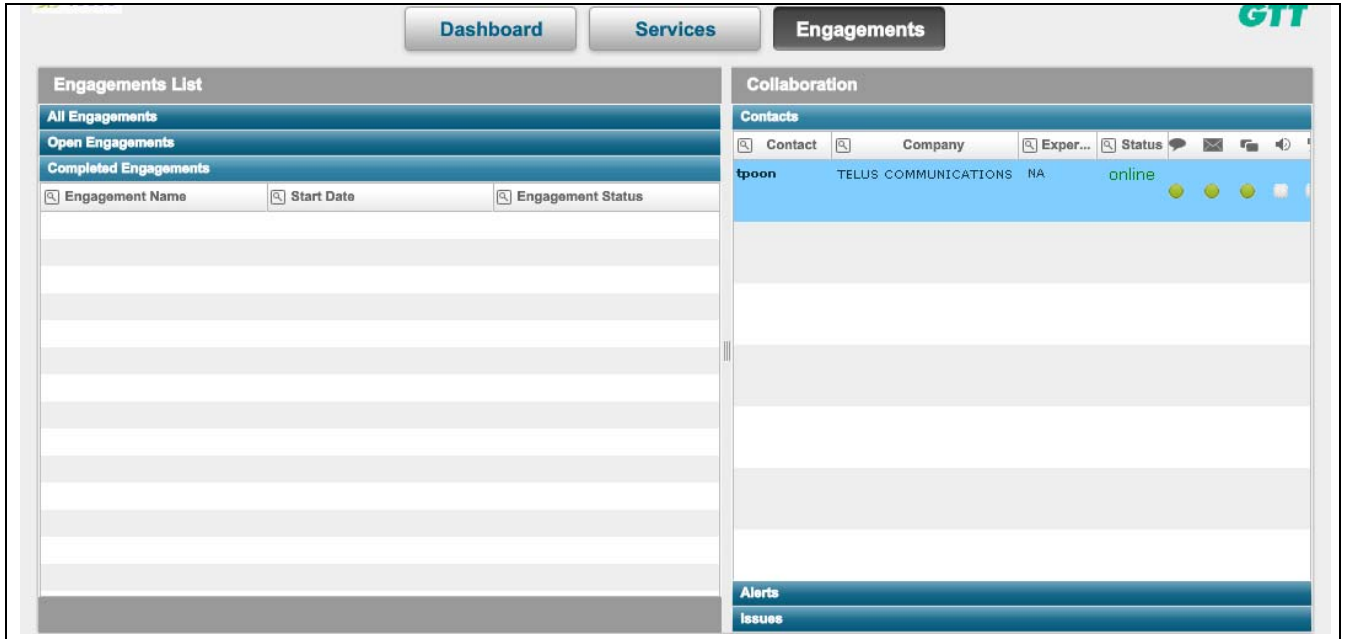 Dashboard Services Engagements GTT
Engagements List
All Engagements
Open Engagements
Completed Engagements
Engagement Name Start Date Engagement Status
Collaboration
Contacts
Contact Company Exper... Status
tpoon TELUS COMMUNICATIONS NA online
Alerts
Issues